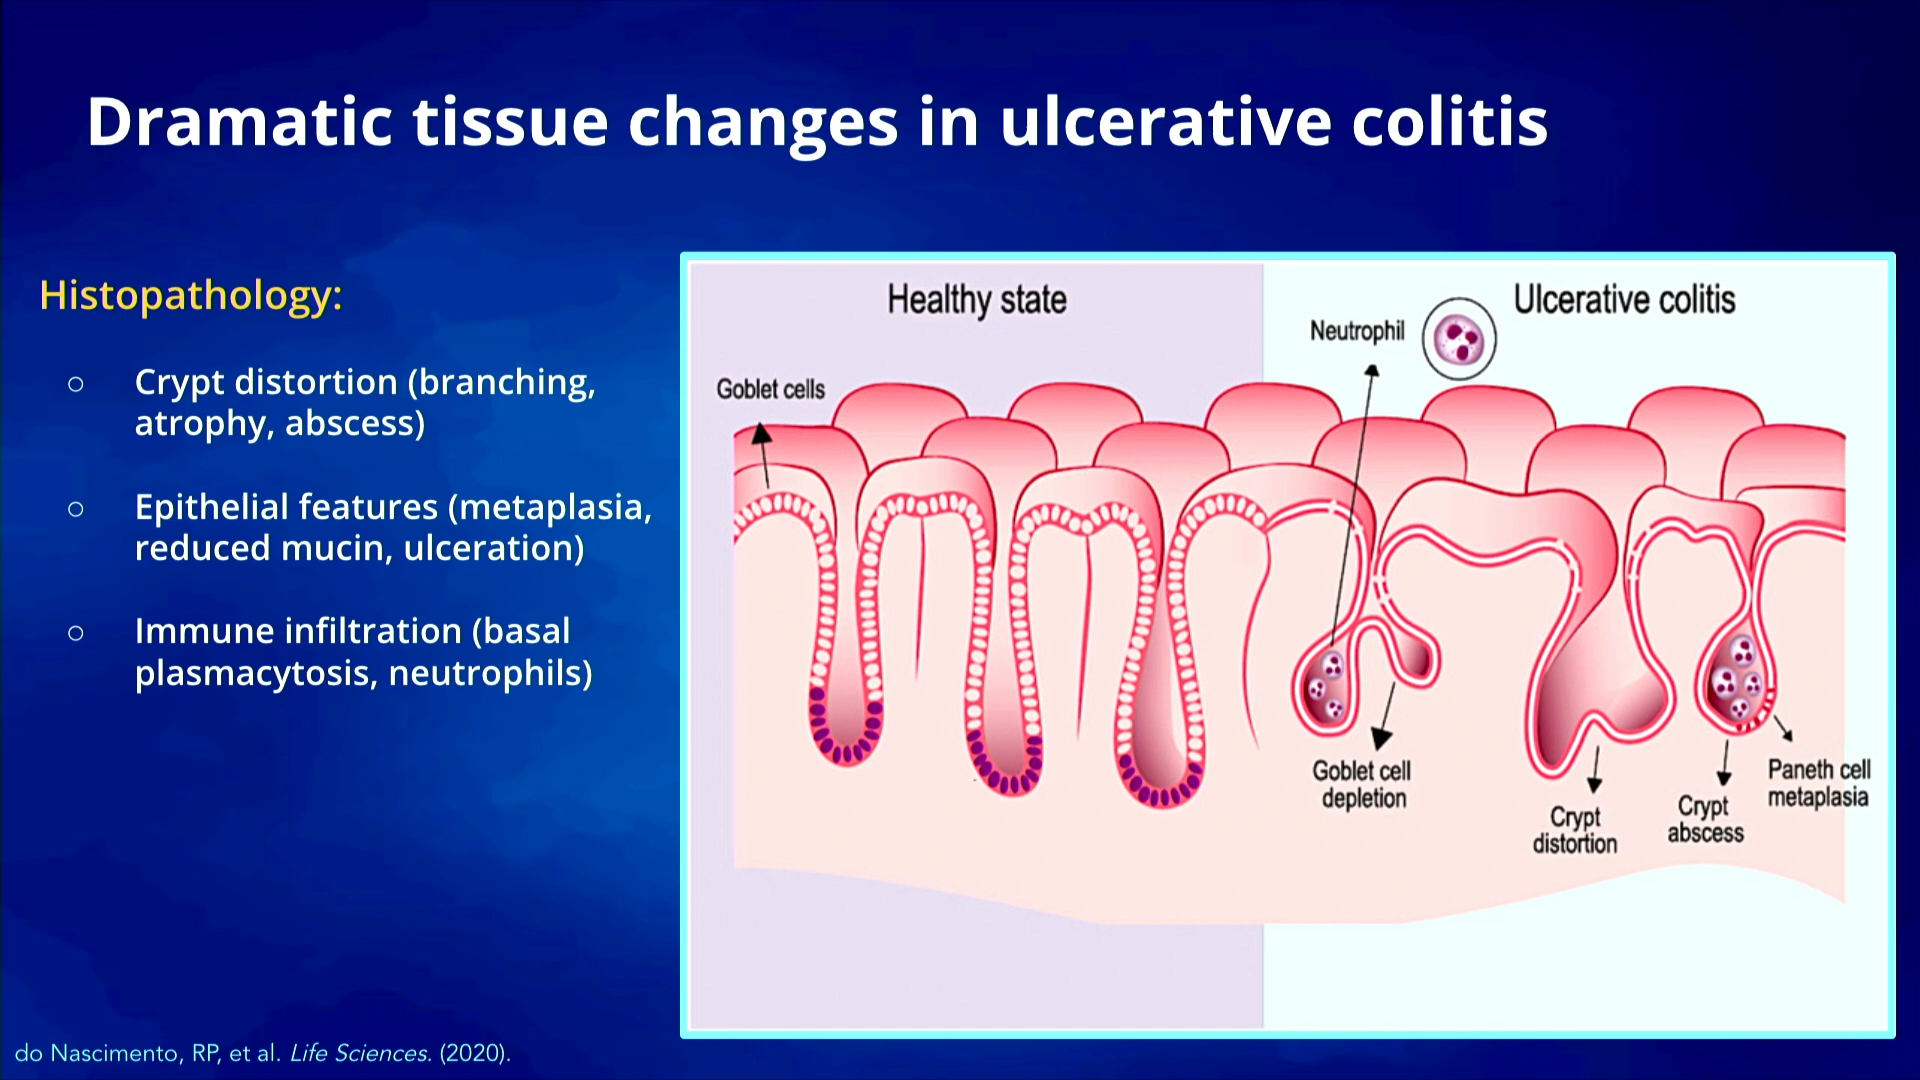 Dramatic tissue changes in ulcerative colitis
Histopathology:
○ Crypt distortion (branching,
atrophy, abscess)
○ Epithelial features (metaplasia,
reduced mucin, ulceration)
○ Immune infiltration (basal
plasmacytosis, neutrophils)
Healthy state
Ulcerative colitis
Neutrophil
Goblet cells
Goblet cell
depletion
Crypt
distortion
Crypt
abscess
Paneth cell
metaplasia
do Nascimento, RP, et al. Life Sciences. (2020).